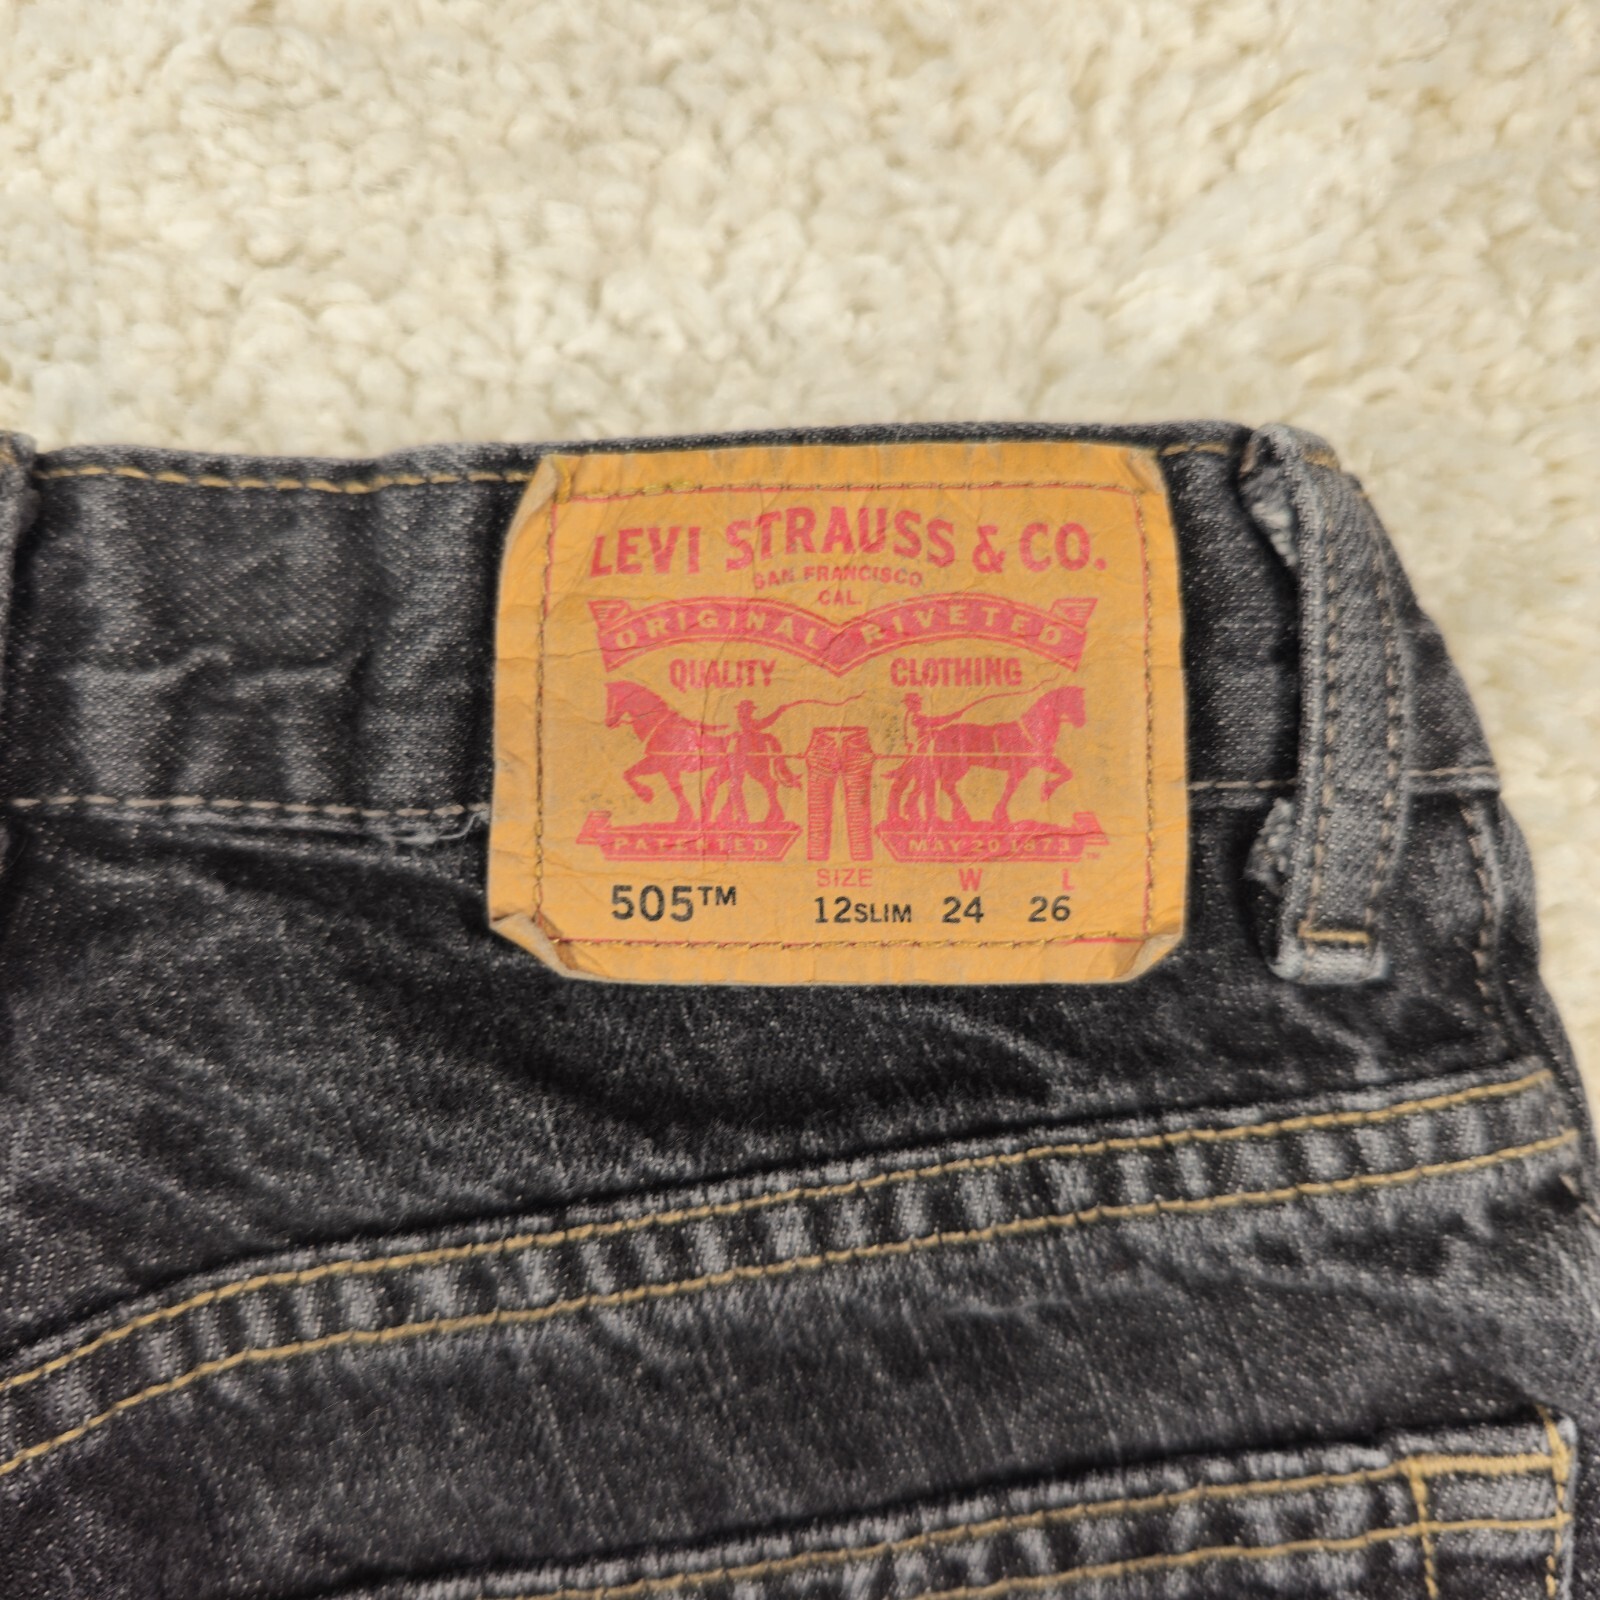 LEVI STRAUSS & CO.
SAN FRANCISCO
CAL.
ORIGINAL RIVETED
QUALITY CLOTHING
PATENTED MAY 20 1873 ™
SIZE W L
505™ 12SLIM 24 26